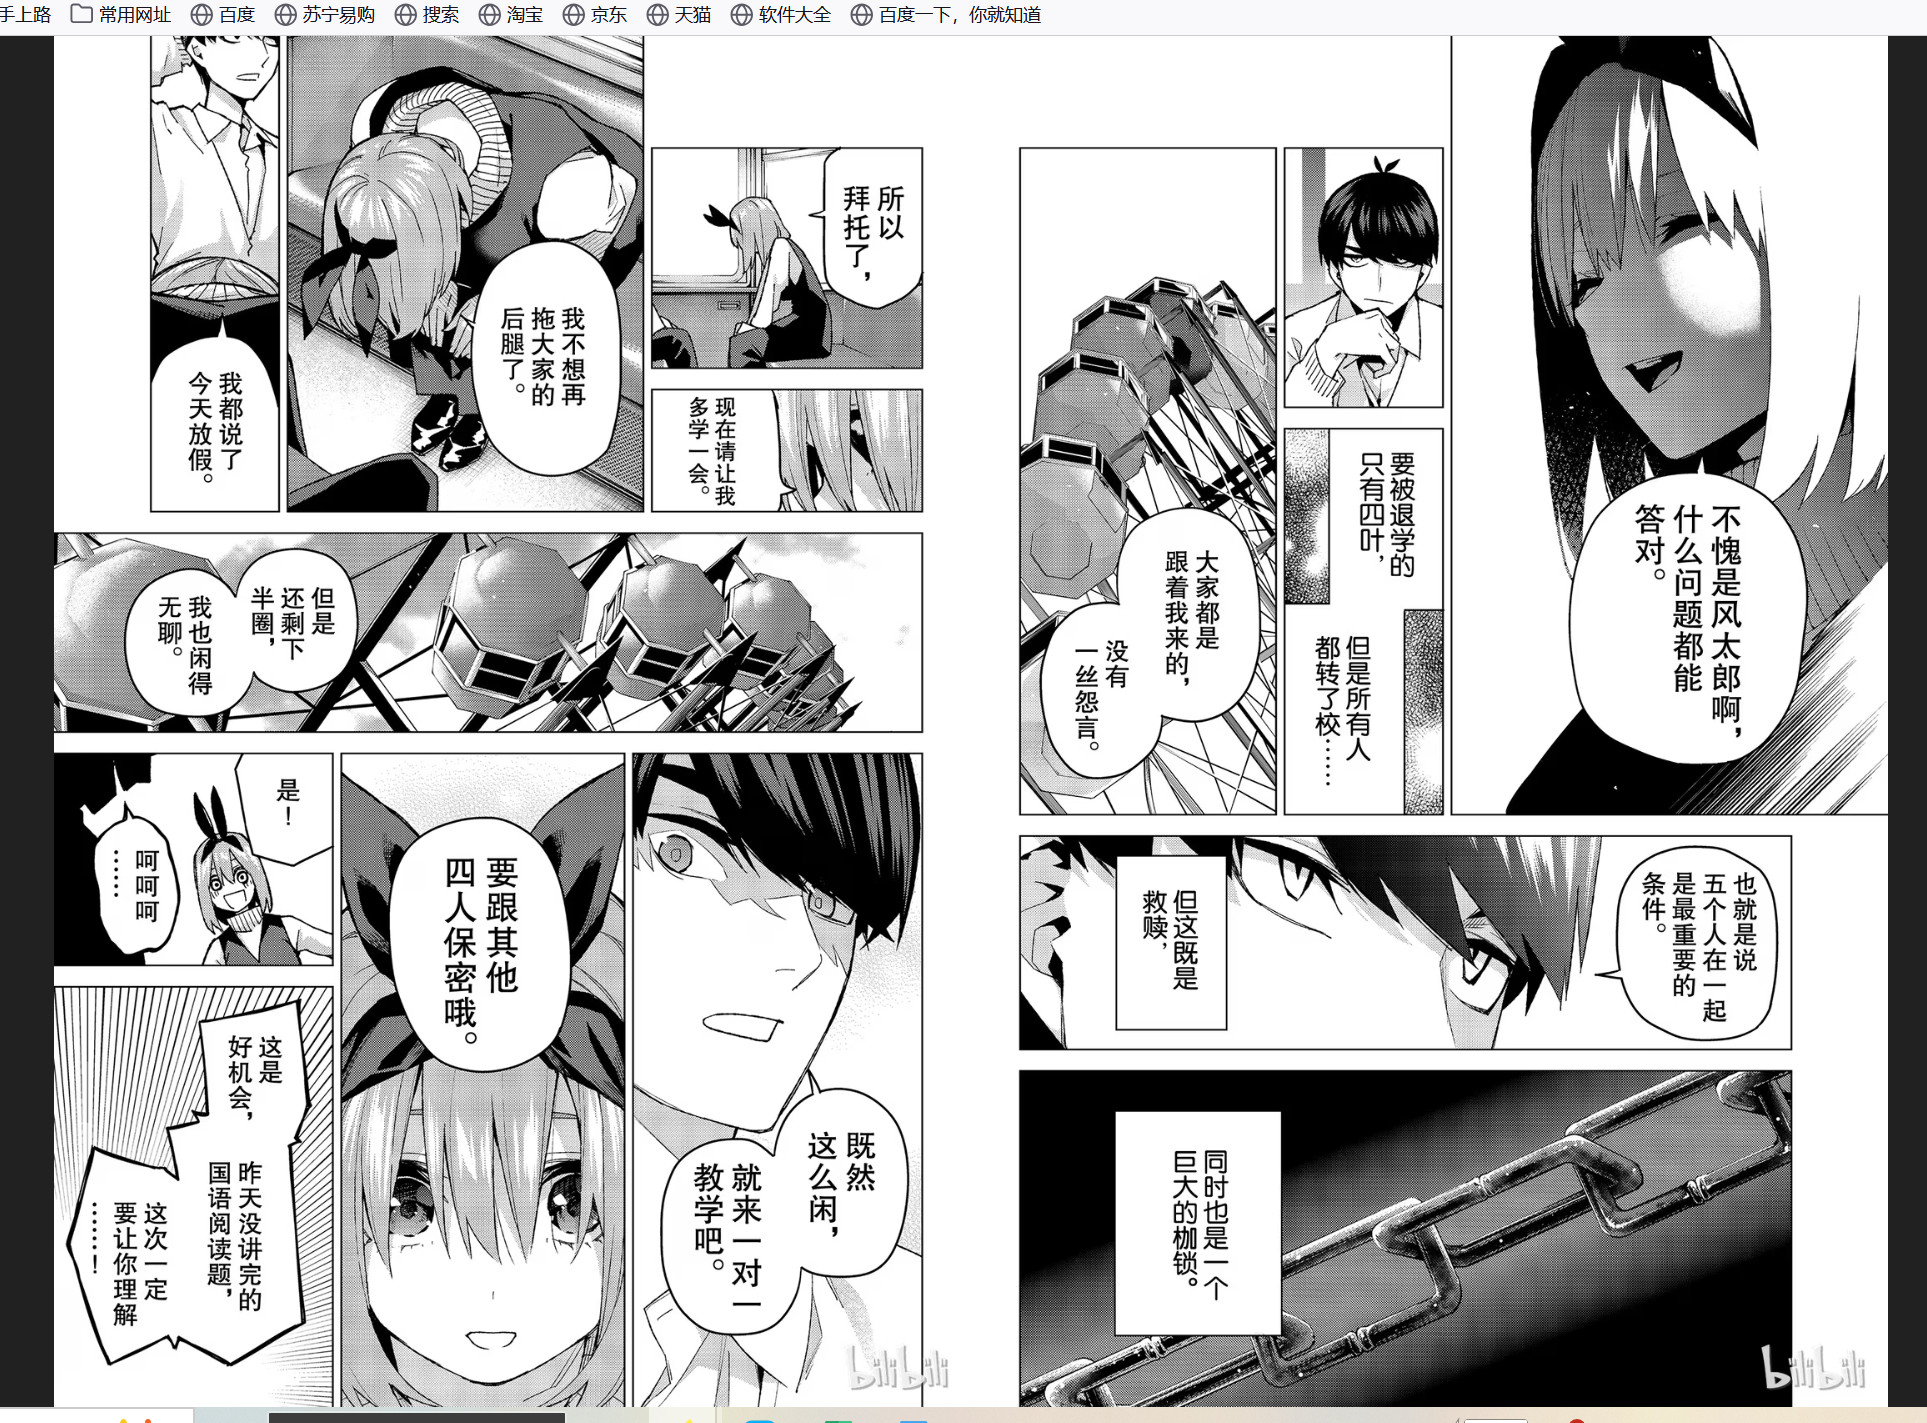 手上路 常用网址 百度 苏宁易购 搜索 淘宝 京东 天猫 软件大全 百度一下，你就知道
不愧是风太郎啊，
什么问题都能
答对。
要被退学的
只有四叶，
但是所有人
都转了校……
大家都是
跟着我来的，
没有
一丝怨言。
也就是说
五个人在一起
是最重要的
条件。
但这既是
救赎，
同时也是一个
巨大的枷锁。
bilibili
所以
拜托了，
现在请让我
多学一会。
我不想再
拖大家的
后腿了。
我都说了
今天放假。
但是
还剩下
半圈，
我也闲得
无聊。
既然
这么闲，
就来一对一
教学吧。
要跟其他
四人保密哦。
是！
呵呵呵
……
这是
好机会，
昨天没讲完的
国语阅读题，
这次一定
要让你理解
……！
bilibili